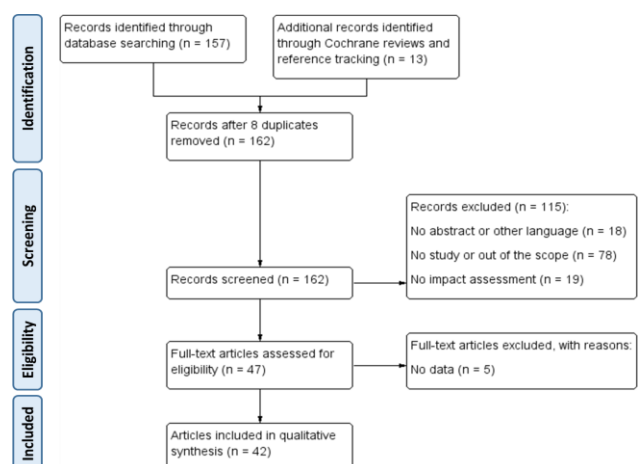 Identification
Records identified through
database searching (n = 157)
Additional records identified
through Cochrane reviews and
reference tracking (n = 13)
Records after 8 duplicates
removed (n = 162)
Screening
Records screened (n = 162)
Records excluded (n = 115):
No abstract or other language (n = 18)
No study or out of the scope (n = 78)
No impact assessment (n = 19)
Eligibility
Full-text articles assessed for
eligibility (n = 47)
Full-text articles excluded, with reasons:
No data (n = 5)
Included
Articles included in qualitative
synthesis (n = 42)